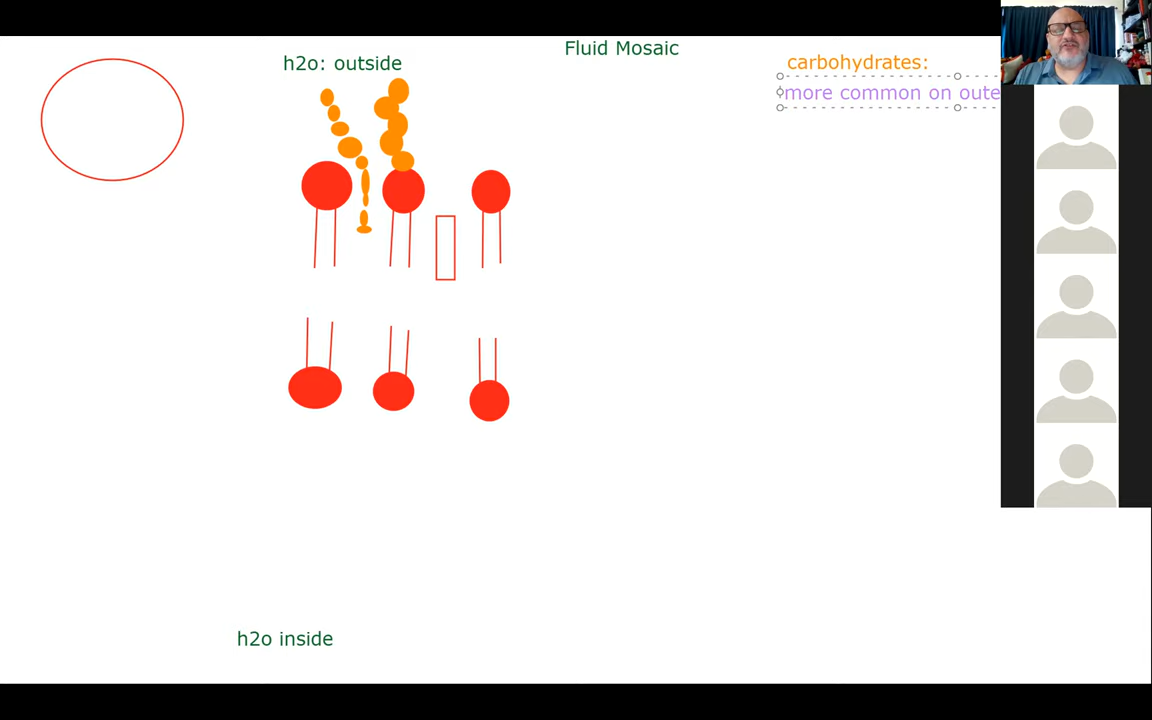 Fluid Mosaic
h2o: outside
carbohydrates:
more common on oute
h2o inside